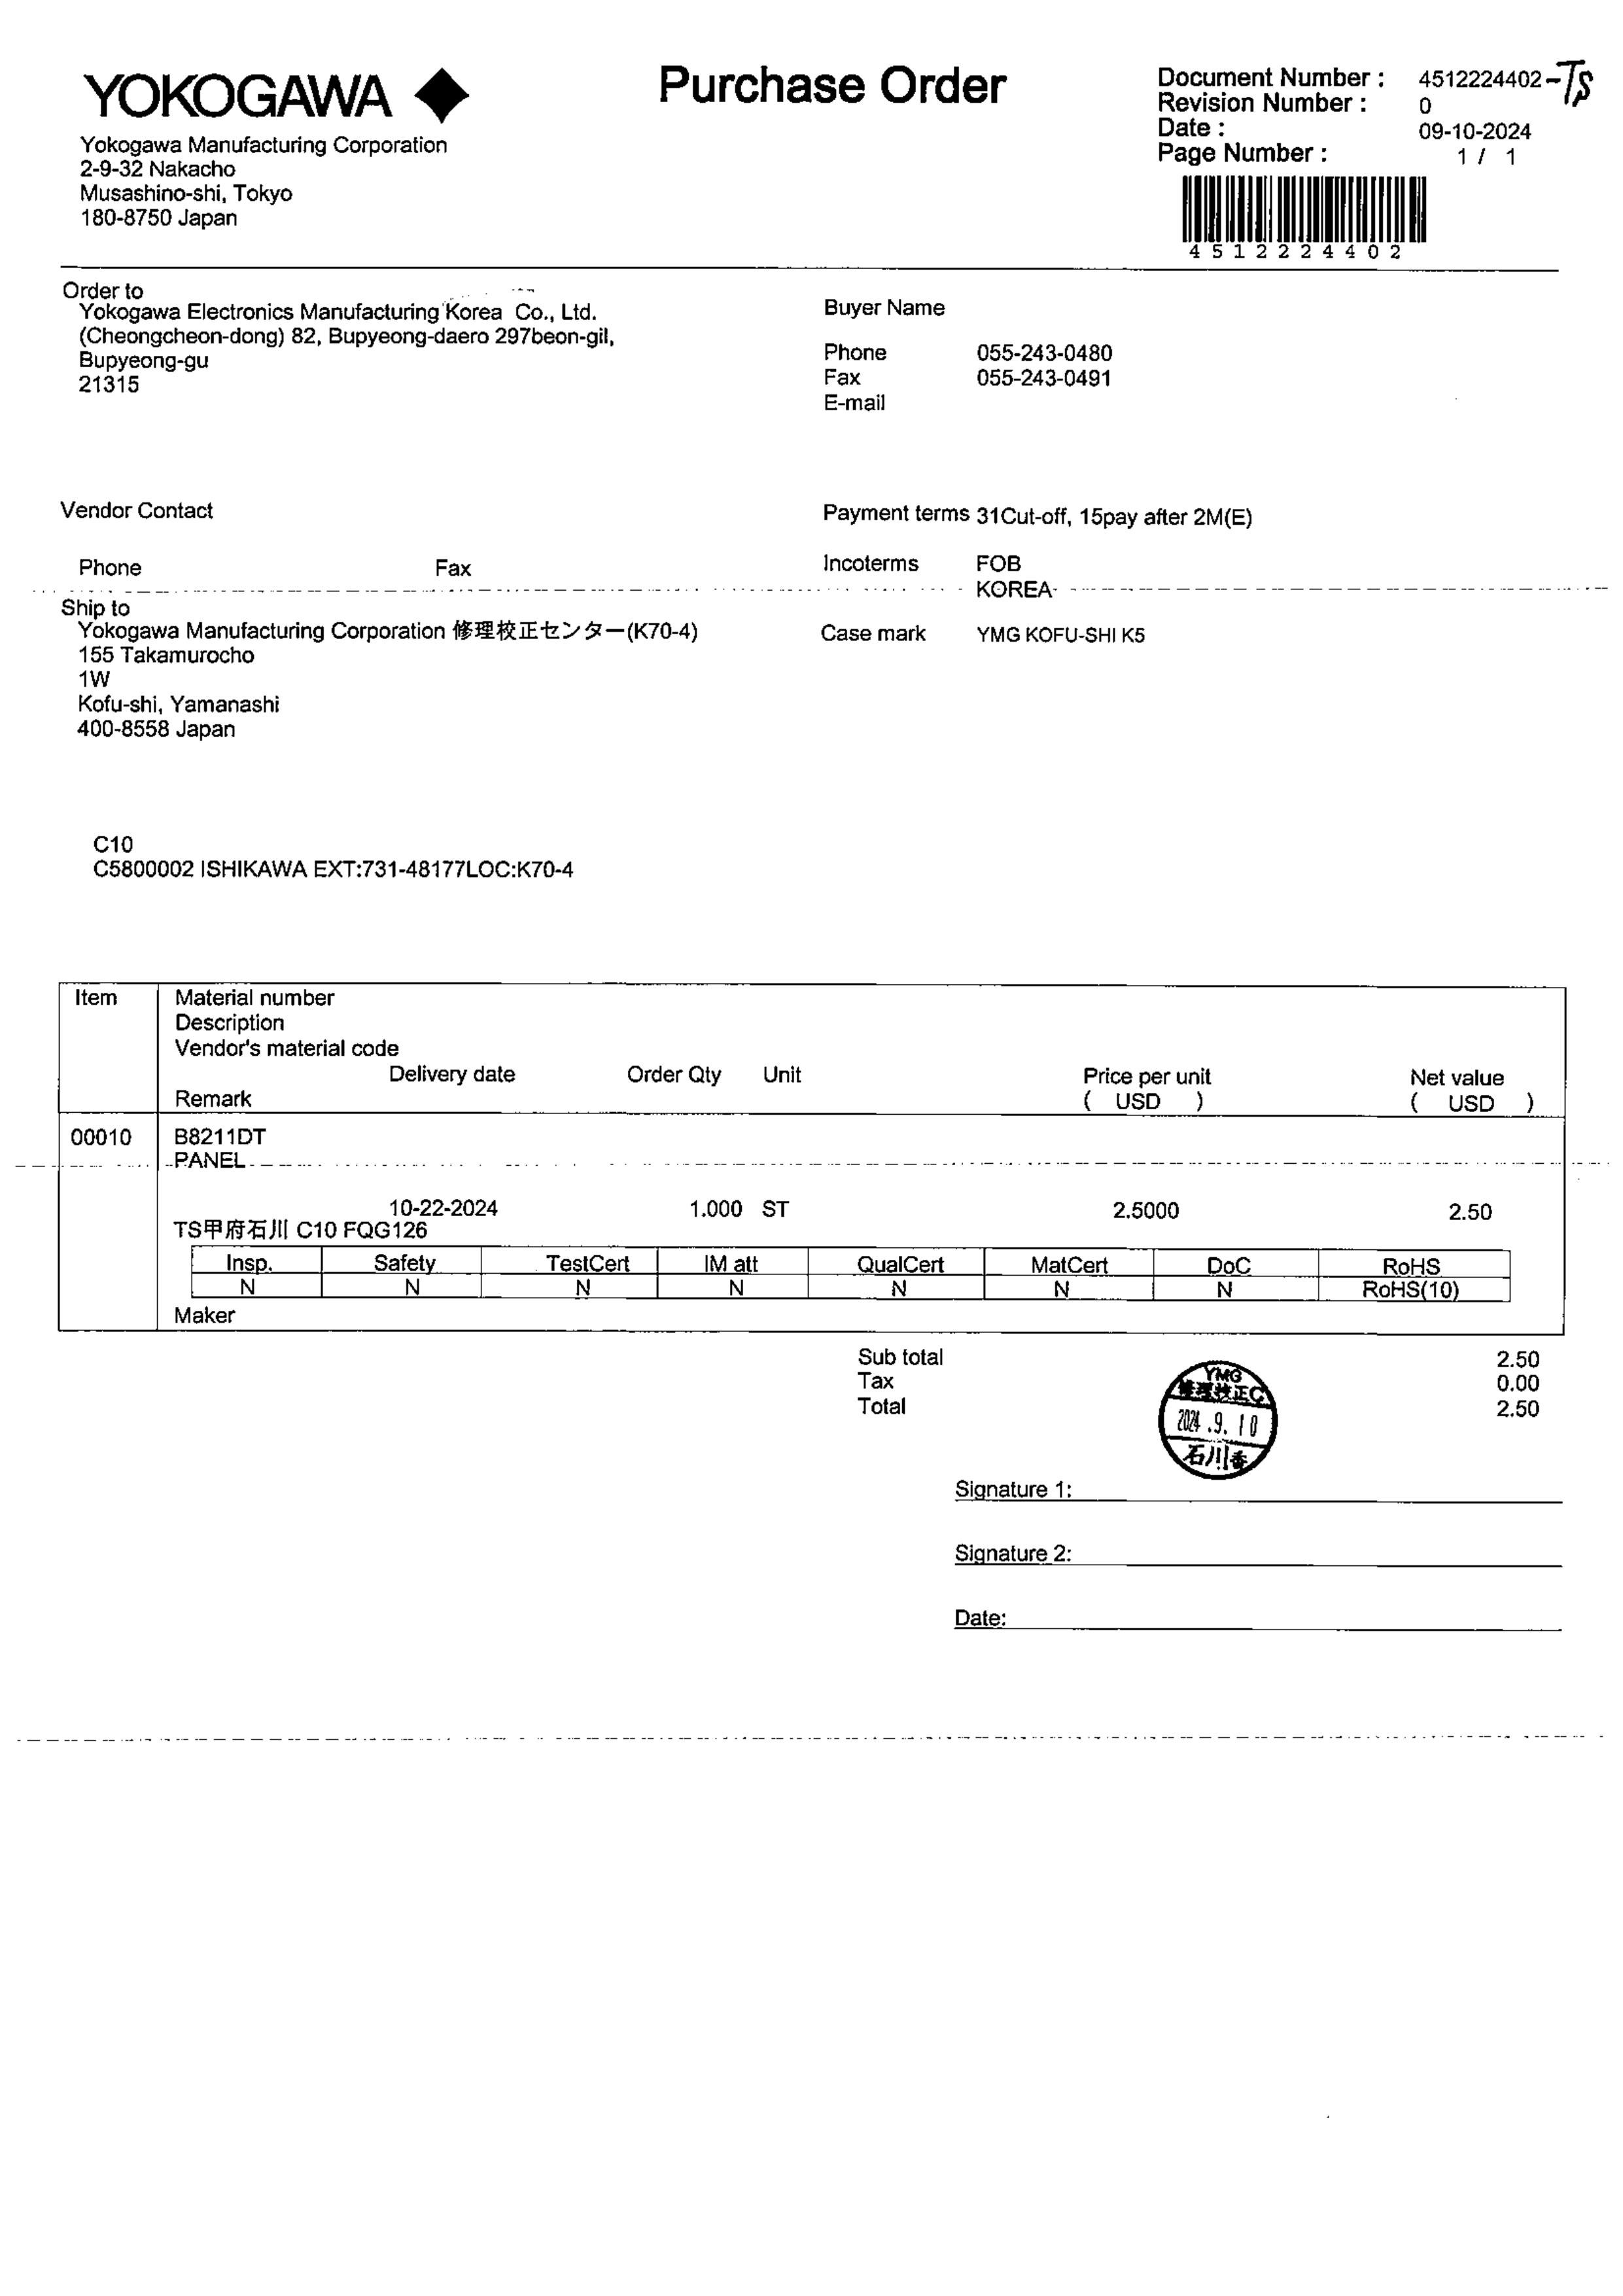 YOKOGAWA
Purchase Order
Document Number : 4512224402-TS
Revision Number : 0
Date : 09-10-2024
Page Number : 1 / 1
4512224402
Yokogawa Manufacturing Corporation
2-9-32 Nakacho
Musashino-shi, Tokyo
180-8750 Japan
Order to
Yokogawa Electronics Manufacturing Korea Co., Ltd.
(Cheongcheon-dong) 82, Bupyeong-daero 297beon-gil,
Bupyeong-gu
21315
Buyer Name
Phone 055-243-0480
Fax 055-243-0491
E-mail
Vendor Contact
Phone Fax
Payment terms 31Cut-off, 15pay after 2M(E)
Incoterms FOB
KOREA
Ship to
Yokogawa Manufacturing Corporation 修理校正センター(K70-4)
155 Takamurocho
1W
Kofu-shi, Yamanashi
400-8558 Japan
Case mark YMG KOFU-SHI K5
C10
C5800002 ISHIKAWA EXT:731-48177LOC:K70-4
Item Material number
Description
Vendor's material code
Delivery date Order Qty Unit Price per unit Net value
Remark ( USD ) ( USD )
00010 B8211DT
PANEL
10-22-2024 1.000 ST 2.5000 2.50
TS甲府石川 C10 FQG126
Insp. Safety TestCert IM att QualCert MatCert DoC RoHS
N N N N N N N RoHS(10)
Maker
Sub total 2.50
Tax 0.00
Total 2.50
YMG
修理校正C
2024.9.10
石川香
Signature 1:
Signature 2:
Date: